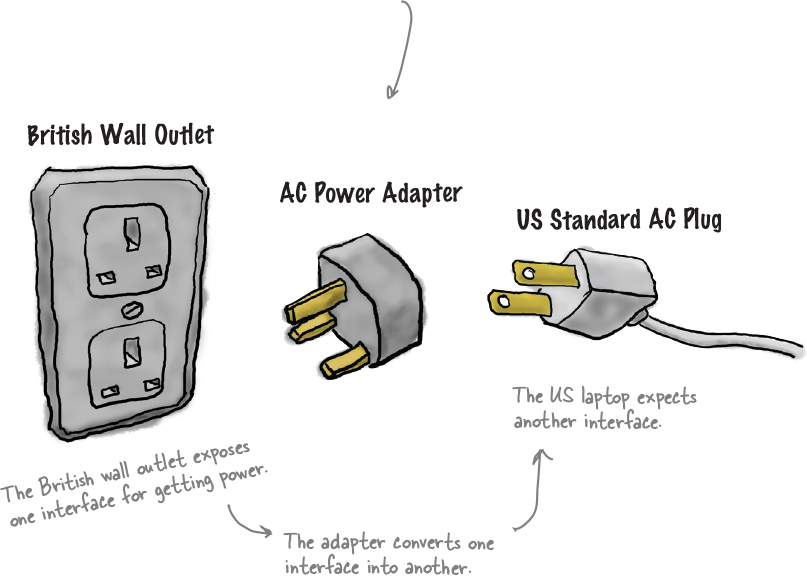 British Wall Outlet
AC Power Adapter
US Standard AC Plug
The US laptop expects
another interface.
The British wall outlet exposes
one interface for getting power.
The adapter converts one
interface into another.